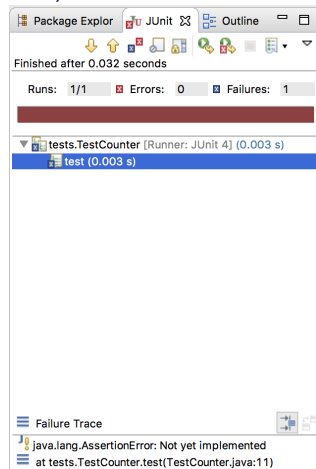 Package Explor JUnit Outline
Finished after 0.032 seconds
Runs: 1/1 Errors: 0 Failures: 1
tests.TestCounter [Runner: JUnit 4] (0.003 s)
test (0.003 s)
Failure Trace
java.lang.AssertionError: Not yet implemented
at tests.TestCounter.test(TestCounter.java:11)